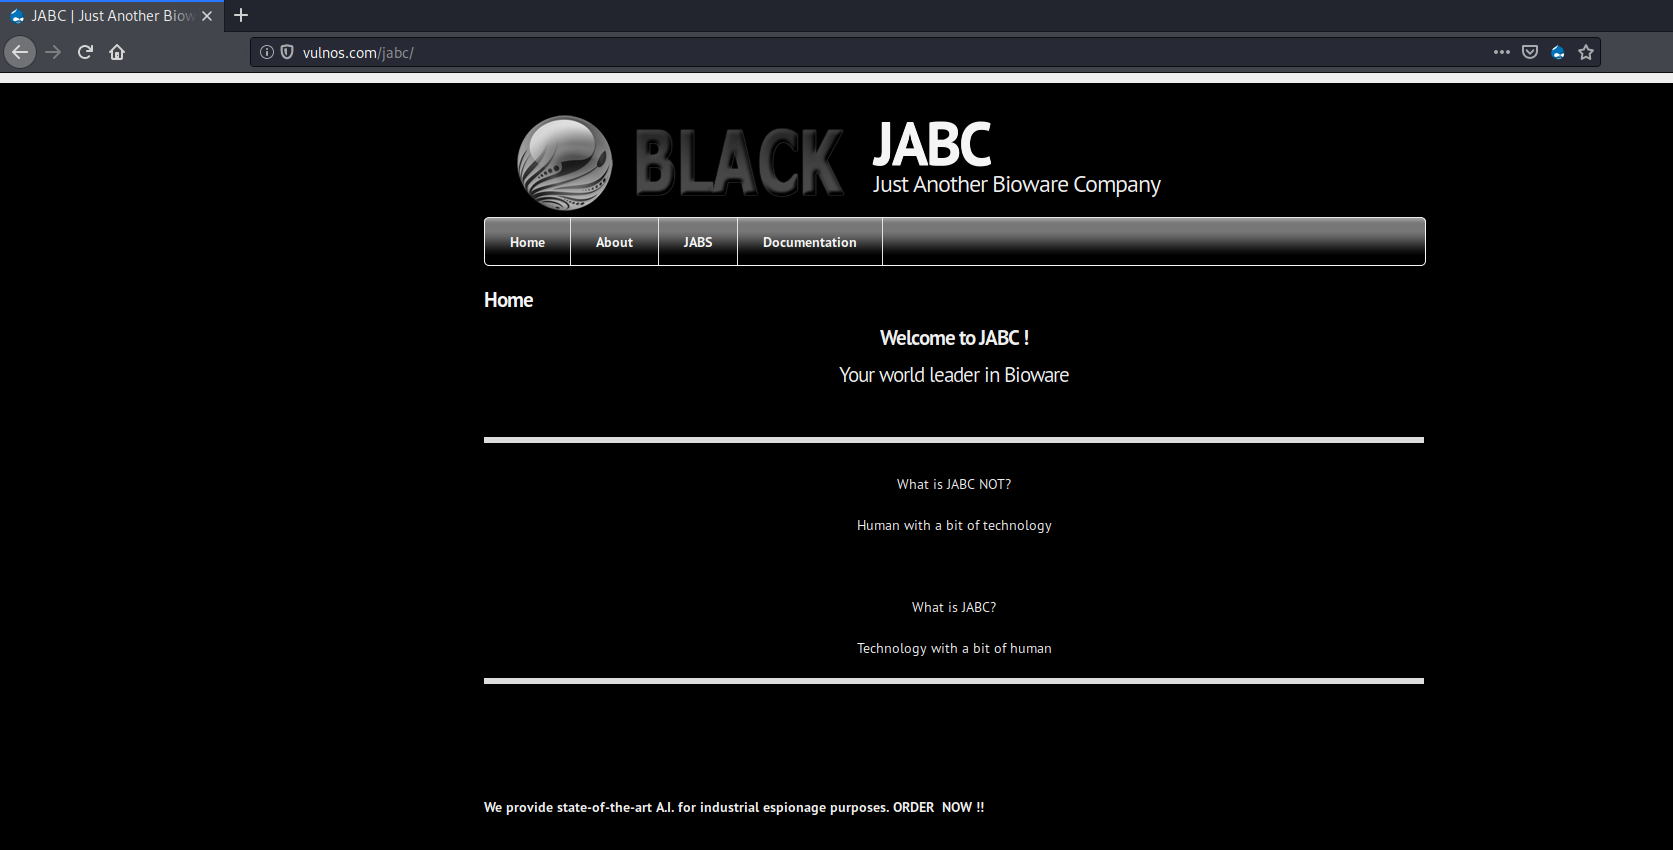 JABC | Just Another Biow
vulnos.com/jabc/
BLACK
JABC
Just Another Bioware Company
Home About JABS Documentation
Home
Welcome to JABC !
Your world leader in Bioware
What is JABC NOT?
Human with a bit of technology
What is JABC?
Technology with a bit of human
We provide state-of-the-art A.I. for industrial espionage purposes. ORDER  NOW !!